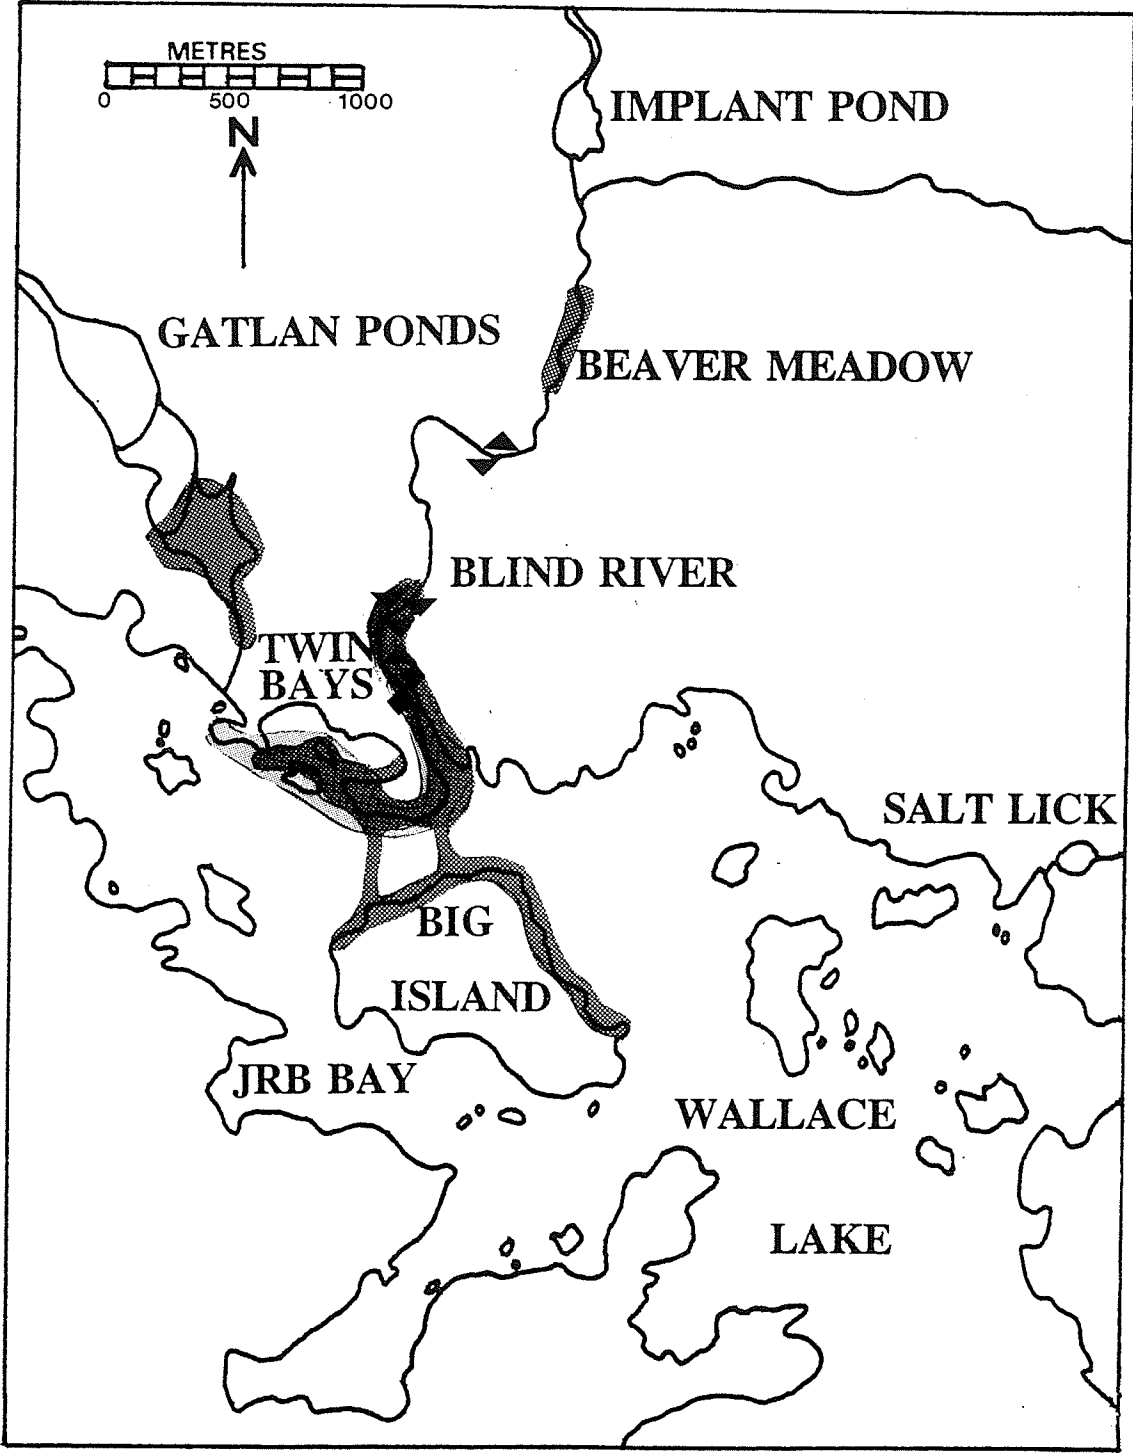 METRES
0 500 1000
N
IMPLANT POND
GATLAN PONDS
BEAVER MEADOW
BLIND RIVER
TWIN
BAYS
SALT LICK
BIG
ISLAND
JRB BAY
WALLACE
LAKE